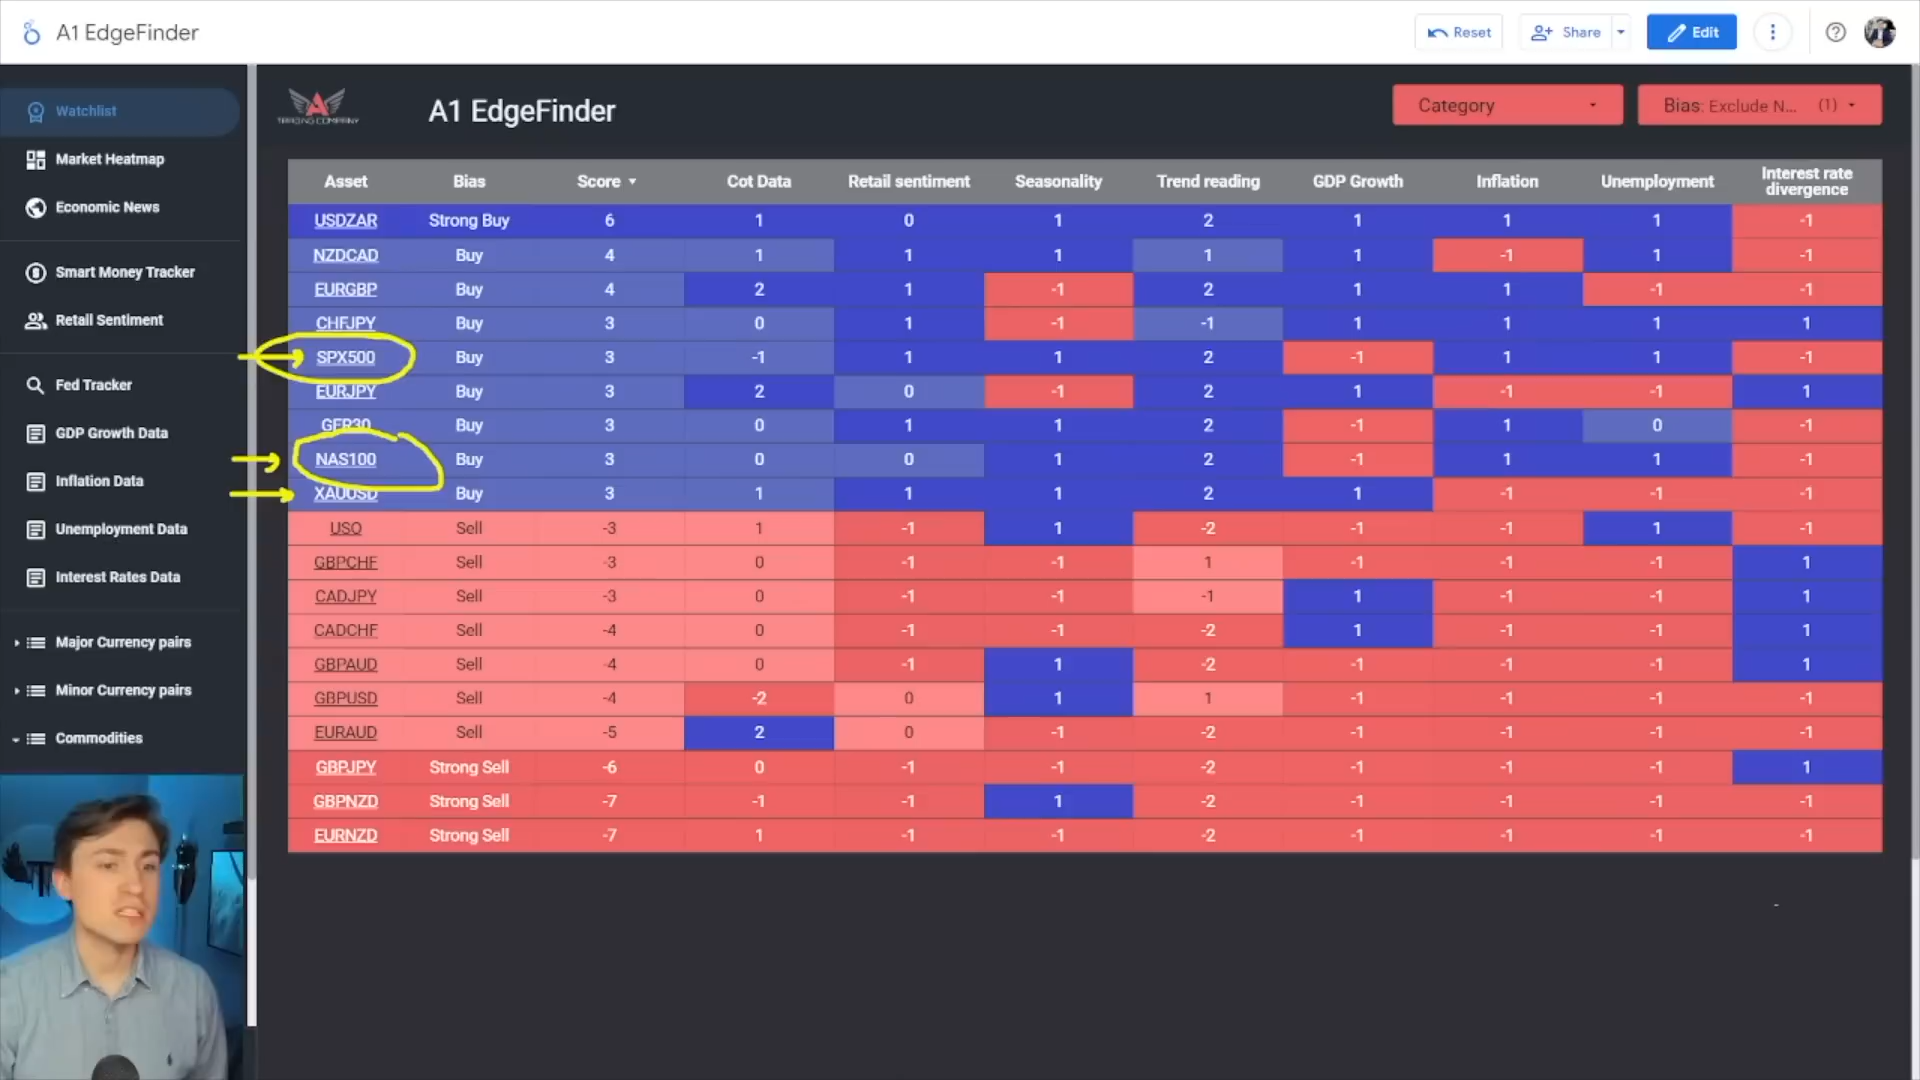 A1 EdgeFinder
Reset
Share
Edit
Watchlist
Market Heatmap
Economic News
Smart Money Tracker
Retail Sentiment
Fed Tracker
GDP Growth Data
Inflation Data
Unemployment Data
Interest Rates Data
Major Currency pairs
Minor Currency pairs
Commodities
A
TRADING COMPANY
A1 EdgeFinder
Category
Bias: Exclude N... (1)
Asset Bias Score Cot Data Retail sentiment Seasonality Trend reading GDP Growth Inflation Unemployment Interest rate divergence
USDZAR Strong Buy 6 1 0 1 2 1 1 1 -1
NZDCAD Buy 4 1 1 1 1 1 -1 1 -1
EURGBP Buy 4 2 1 -1 2 1 1 -1 -1
CHFJPY Buy 3 0 1 -1 -1 1 1 1 1
SPX500 Buy 3 -1 1 1 2 -1 1 1 -1
EURJPY Buy 3 2 0 -1 2 1 -1 -1 1
GER30 Buy 3 0 1 1 2 -1 1 0 -1
NAS100 Buy 3 0 0 1 2 -1 1 1 -1
XAUUSD Buy 3 1 1 1 2 1 -1 -1 -1
USO Sell -3 1 -1 1 -2 -1 -1 1 -1
GBPCHF Sell -3 0 -1 -1 1 -1 -1 -1 1
CADJPY Sell -3 0 -1 -1 -1 1 -1 -1 1
CADCHF Sell -4 0 -1 -1 -2 1 -1 -1 1
GBPAUD Sell -4 0 -1 1 -2 -1 -1 -1 1
GBPUSD Sell -4 -2 0 1 1 -1 -1 -1 -1
EURAUD Sell -5 2 0 -1 -2 -1 -1 -1 -1
GBPJPY Strong Sell -6 0 -1 -1 -2 -1 -1 -1 1
GBPNZD Strong Sell -7 -1 -1 1 -2 -1 -1 -1 -1
EURNZD Strong Sell -7 1 -1 -1 -2 -1 -1 -1 -1